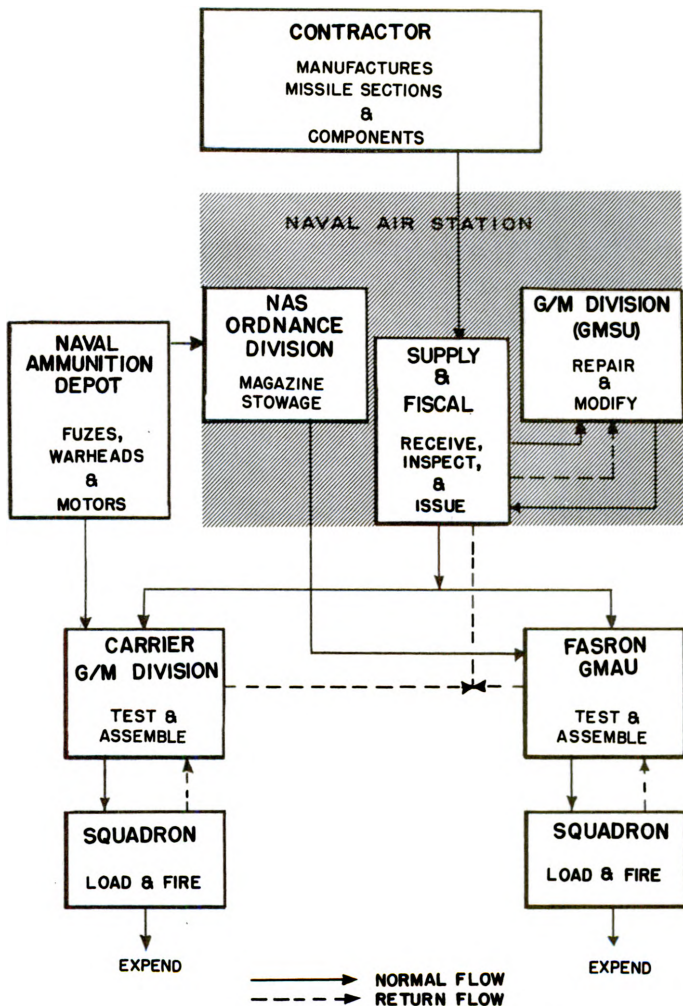 CONTRACTOR
MANUFACTURES
MISSILE SECTIONS
&
COMPONENTS
NAVAL AIR STATION
NAVAL
AMMUNITION
DEPOT
FUZES,
WARHEADS
&
MOTORS
NAS
ORDNANCE
DIVISION
MAGAZINE
STOWAGE
SUPPLY
&
FISCAL
RECEIVE,
INSPECT,
&
ISSUE
G/M DIVISION
(GMSU)
REPAIR
&
MODIFY
CARRIER
G/M DIVISION
TEST &
ASSEMBLE
FASRON
GMAU
TEST &
ASSEMBLE
SQUADRON
LOAD & FIRE
SQUADRON
LOAD & FIRE
EXPEND
EXPEND
NORMAL FLOW
RETURN FLOW